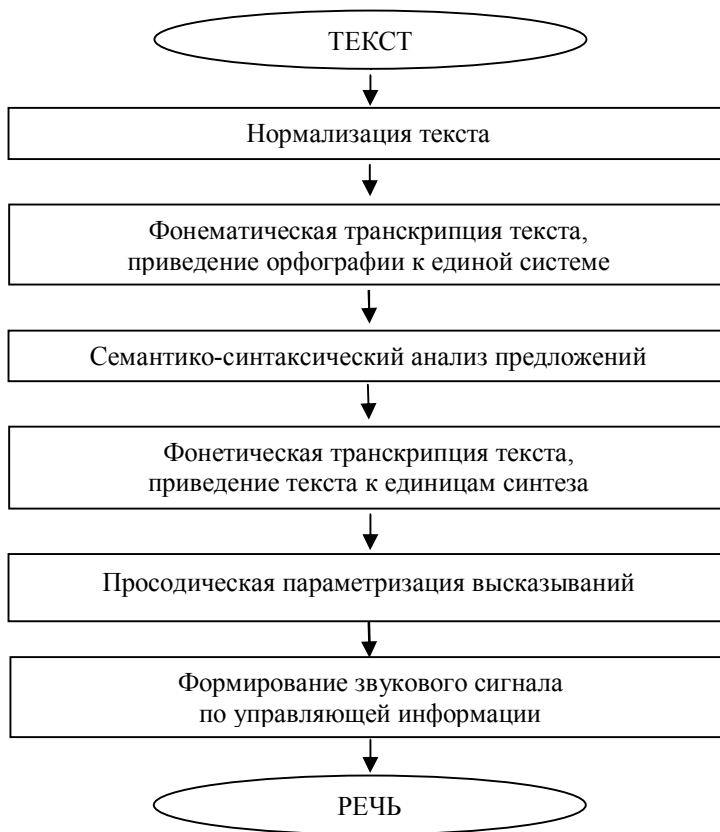 ТЕКСТ
Нормализация текста
Фонематическая транскрипция текста,
приведение орфографии к единой системе
Семантико-синтаксический анализ предложений
Фонетическая транскрипция текста,
приведение текста к единицам синтеза
Просодическая параметризация высказываний
Формирование звукового сигнала
по управляющей информации
РЕЧЬ